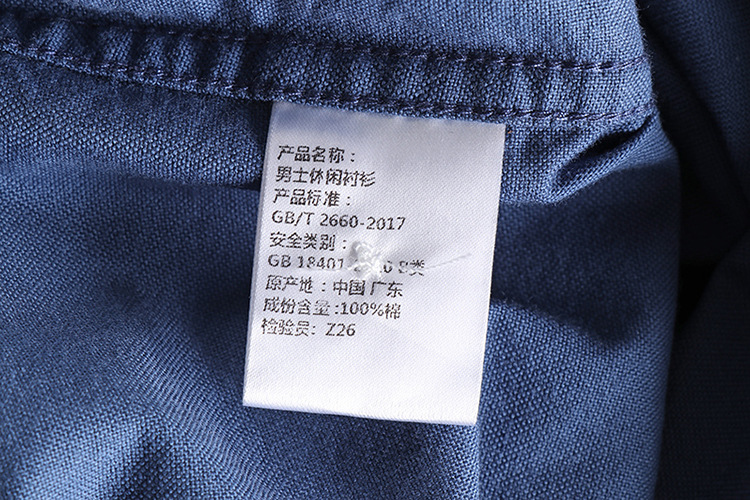 产品名称：
男士休闲衬衫
产品标准：
GB/T 2660-2017
安全类别：
GB 18401 B类
原产地：中国 广东
成份含量:100%棉
检验员: Z26